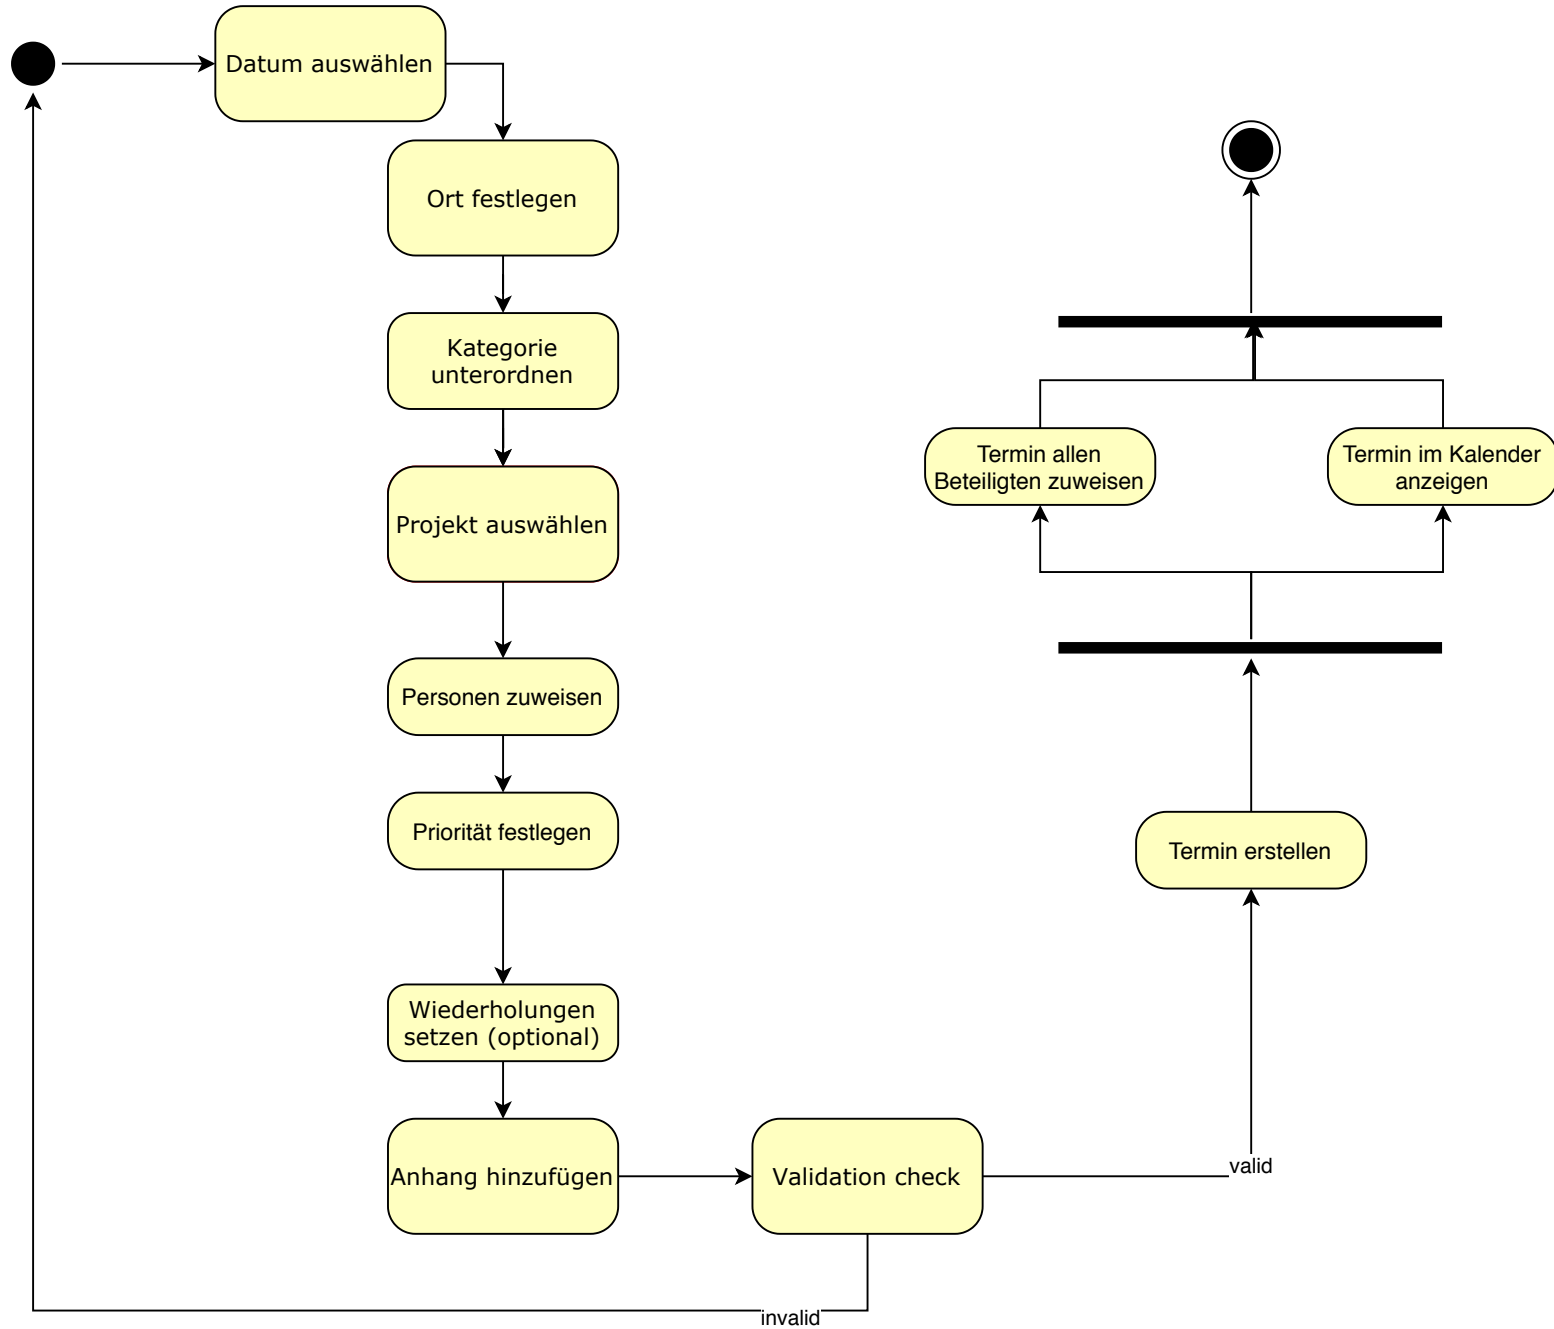 Datum auswählen
Ort festlegen
Kategorie
unterordnen
Projekt auswählen
Personen zuweisen
Priorität festlegen
Wiederholungen
setzen (optional)
Anhang hinzufügen
Validation check
invalid
valid
Termin erstellen
Termin allen
Beteiligten zuweisen
Termin im Kalender
anzeigen